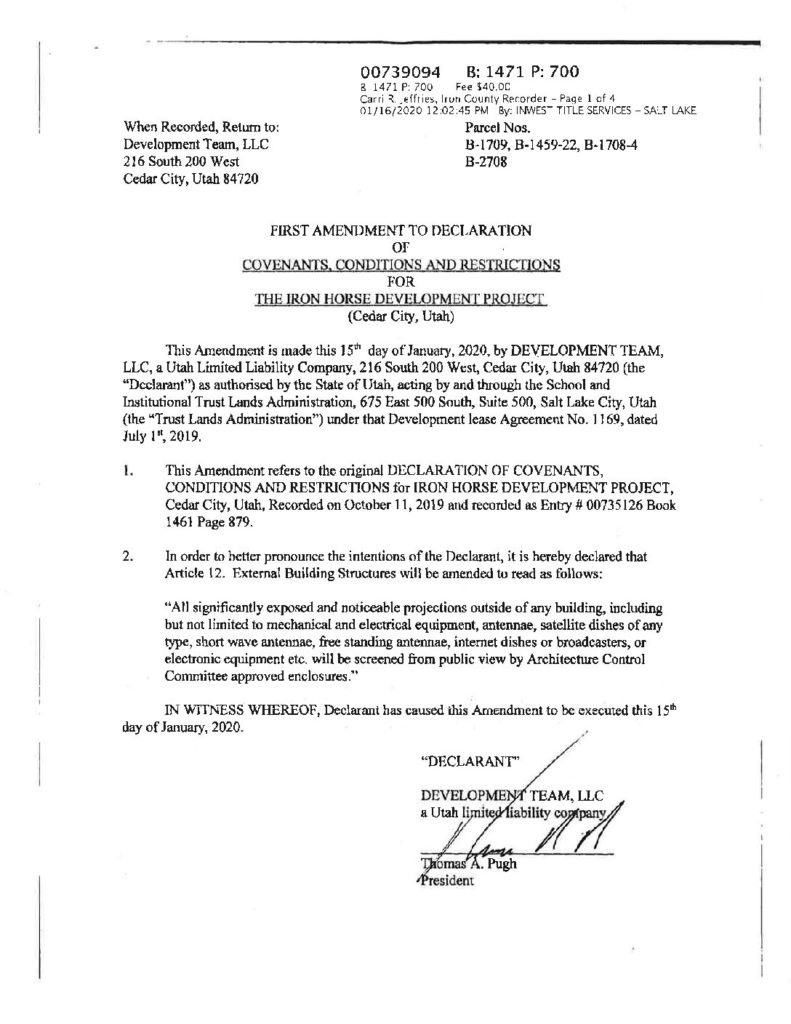 00739094 B: 1471 P: 700
B 1471 P: 700 Fee $40.00
Carri R. Jeffries, Iron County Recorder - Page 1 of 4
01/16/2020 12:02:45 PM By: INWEST TITLE SERVICES - SALT LAKE
When Recorded, Return to:
Development Team, LLC
216 South 200 West
Cedar City, Utah 84720
Parcel Nos.
B-1709, B-1459-22, B-1708-4
B-2708
FIRST AMENDMENT TO DECLARATION
OF
COVENANTS, CONDITIONS AND RESTRICTIONS
FOR
THE IRON HORSE DEVELOPMENT PROJECT
(Cedar City, Utah)
This Amendment is made this 15th day of January, 2020, by DEVELOPMENT TEAM,
LLC, a Utah Limited Liability Company, 216 South 200 West, Cedar City, Utah 84720 (the
“Declarant”) as authorised by the State of Utah, acting by and through the School and
Institutional Trust Lands Administration, 675 East 500 South, Suite 500, Salt Lake City, Utah
(the “Trust Lands Administration”) under that Development lease Agreement No. 1169, dated
July 1st, 2019.
1. This Amendment refers to the original DECLARATION OF COVENANTS,
CONDITIONS AND RESTRICTIONS for IRON HORSE DEVELOPMENT PROJECT,
Cedar City, Utah, Recorded on October 11, 2019 and recorded as Entry # 00735126 Book
1461 Page 879.
2. In order to better pronounce the intentions of the Declarant, it is hereby declared that
Article 12. External Building Structures will be amended to read as follows:
“All significantly exposed and noticeable projections outside of any building, including
but not limited to mechanical and electrical equipment, antennae, satellite dishes of any
type, short wave antennae, free standing antennae, internet dishes or broadcasters, or
electronic equipment etc. will be screened from public view by Architecture Control
Committee approved enclosures.”
IN WITNESS WHEREOF, Declarant has caused this Amendment to be executed this 15th
day of January, 2020.
“DECLARANT”
DEVELOPMENT TEAM, LLC
a Utah limited liability company
Thomas A. Pugh
President